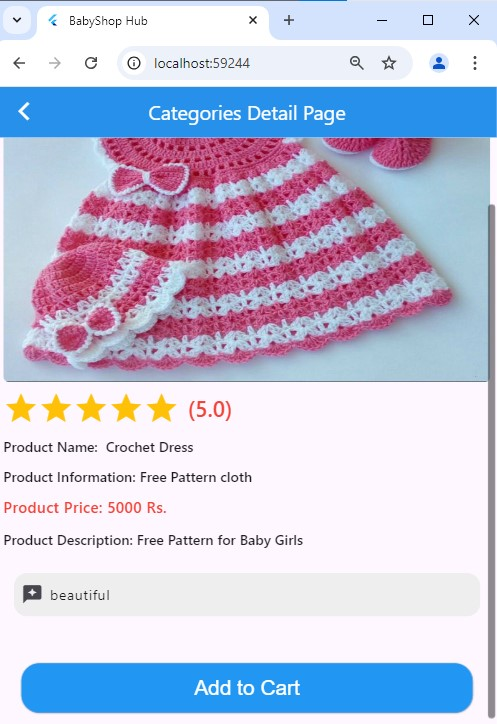 BabyShop Hub
localhost:59244
Categories Detail Page
(5.0)
Product Name: Crochet Dress
Product Information: Free Pattern cloth
Product Price: 5000 Rs.
Product Description: Free Pattern for Baby Girls
beautiful
Add to Cart